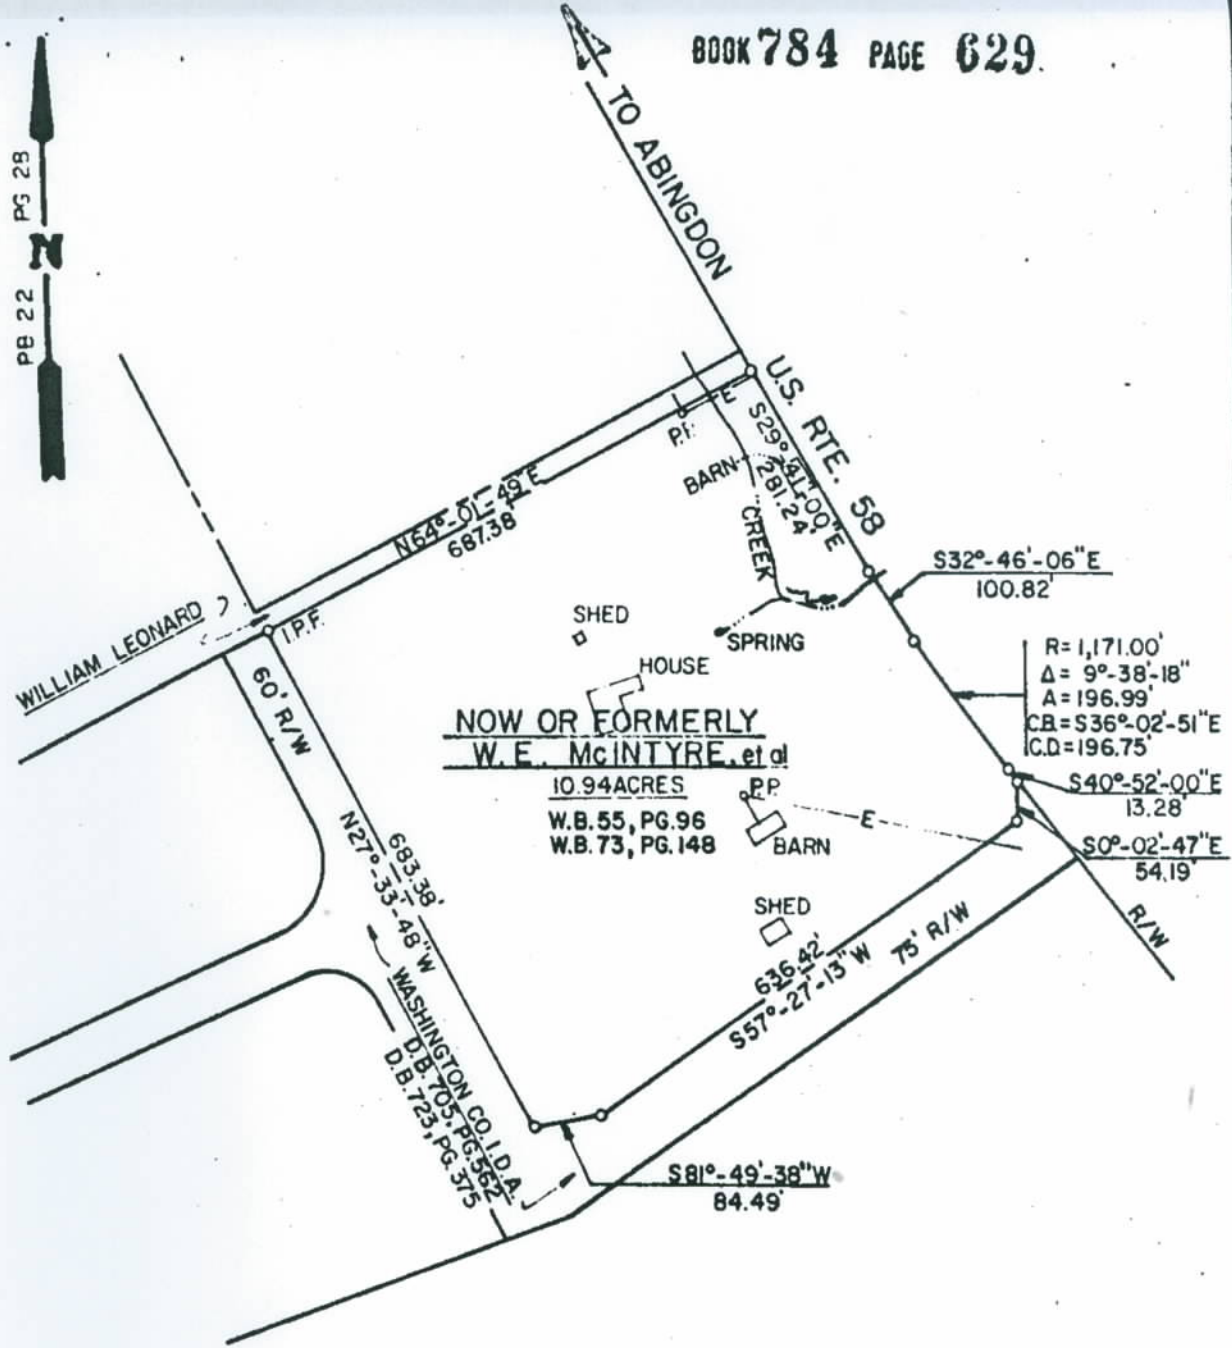 BOOK 784 PAGE 629.
PB 22 PG 28
N
TO ABINGDON
U.S. RTE. 58
E
P.F.
S29°-41'-00"E
281.24'
BARN
CREEK
N64°-01'-49"E
687.38'
S32°-46'-06"E
100.82'
SHED
SPRING
WILLIAM LEONARD
I.P.F.
HOUSE
R=1,171.00'
Δ= 9°-38'-18"
A=196.99'
C.B.=S36°-02'-51"E
C.D.=196.75'
60' R/W
NOW OR FORMERLY
W.E. McINTYRE, et al
10.94 ACRES
W.B. 55, PG. 96
W.B. 73, PG. 148
P.P.
E
BARN
S40°-52'-00"E
13.28'
S0°-02'-47"E
54.19'
683.38'
N27°-33'-48"W
SHED
R/W
636.42'
S57°-27'-13"W
75' R/W
WASHINGTON CO. I.D.A.
D.B. 705, PG. 562
D.B. 723, PG. 375
S81°-49'-38"W
84.49'